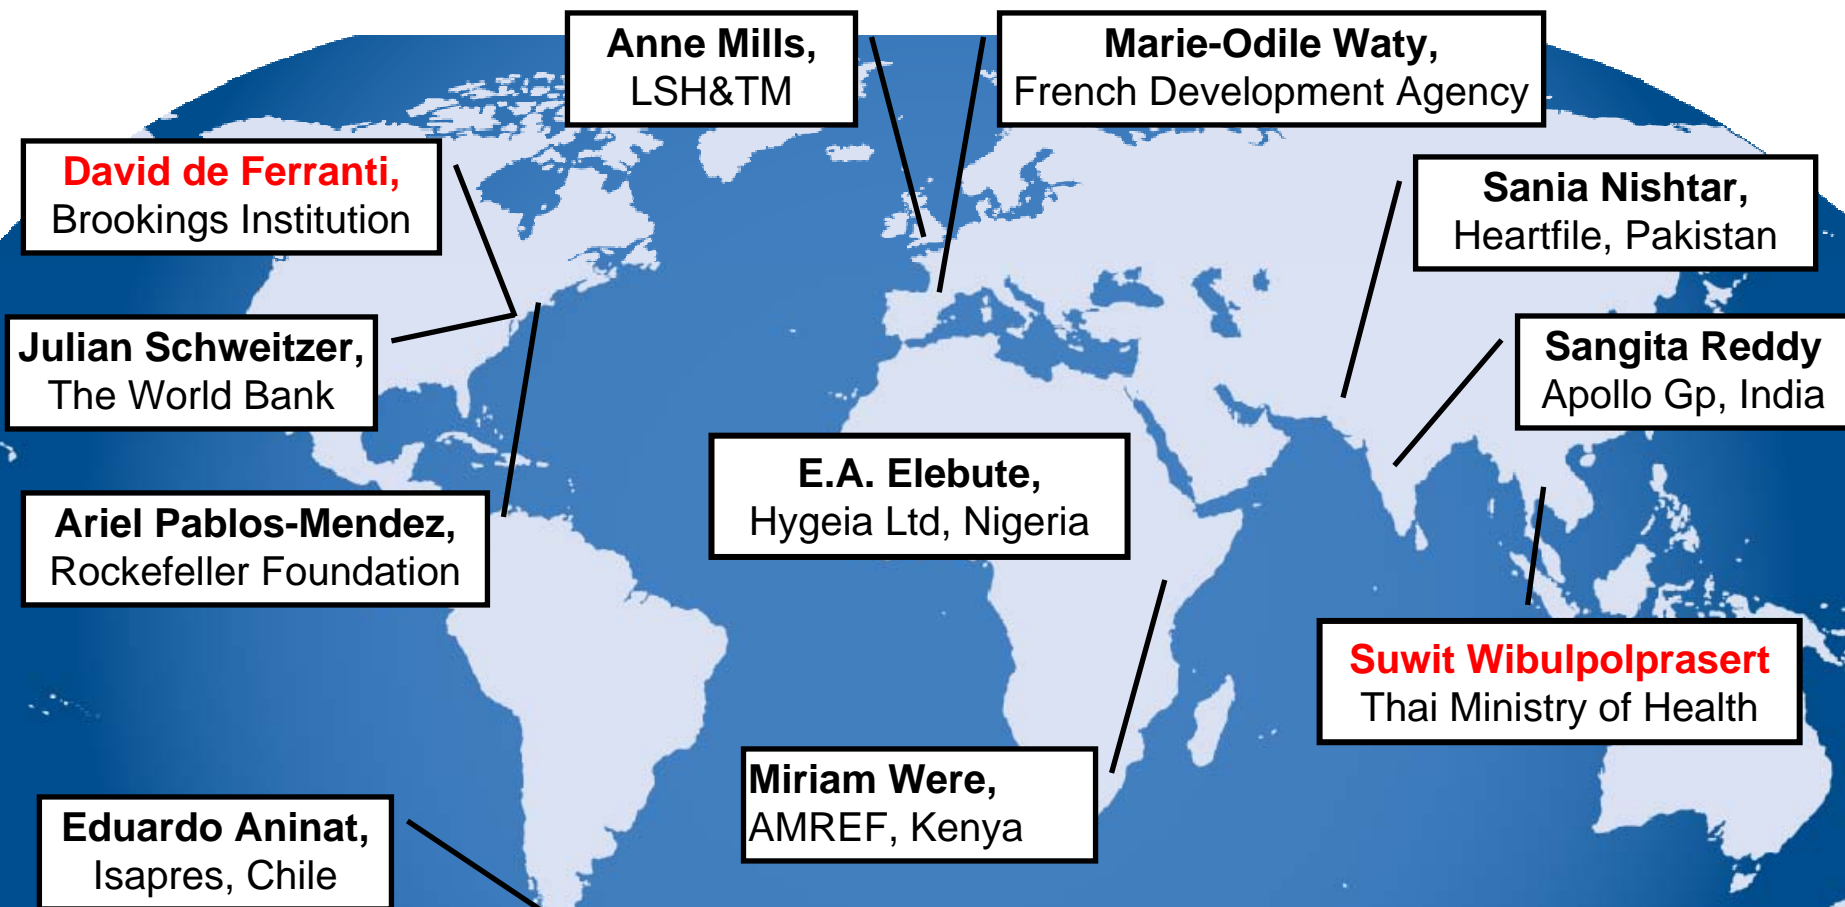 Anne Mills,
LSH&TM
Marie-Odile Waty,
French Development Agency
David de Ferranti,
Brookings Institution
Sania Nishtar,
Heartfile, Pakistan
Julian Schweitzer,
The World Bank
Sangita Reddy
Apollo Gp, India
E.A. Elebute,
Hygeia Ltd, Nigeria
Ariel Pablos-Mendez,
Rockefeller Foundation
Suwit Wibulpolprasert
Thai Ministry of Health
Miriam Were,
AMREF, Kenya
Eduardo Aninat,
Isapres, Chile